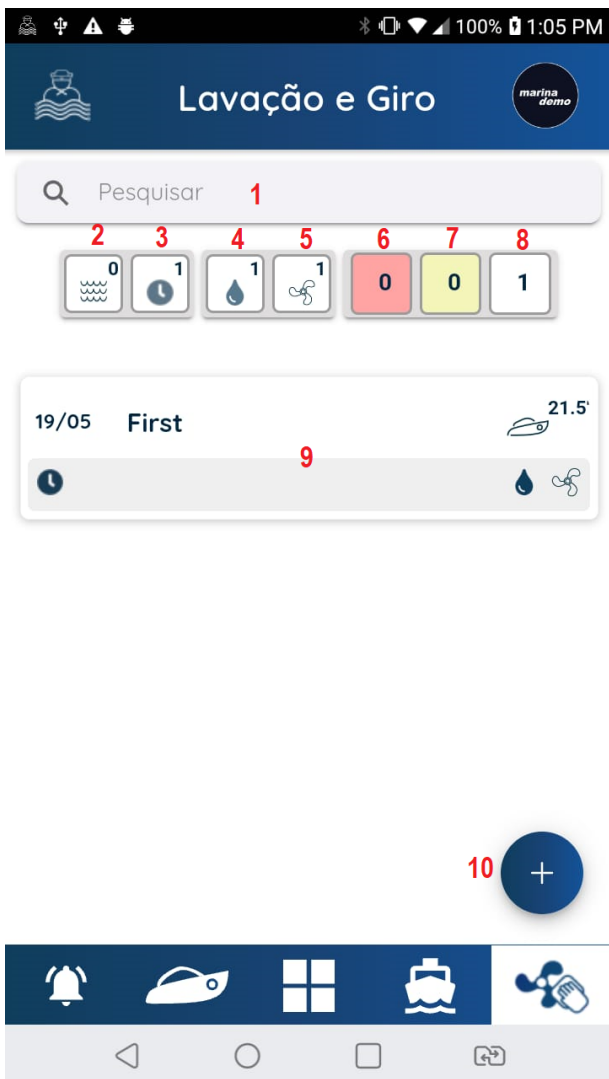 100% 1:05 PM
Lavação e Giro
marina
demo
Pesquisar 1
2 3 4 5 6 7 8
0 1 1 1 0 0 1
19/05 First 21.5'
9
10
+